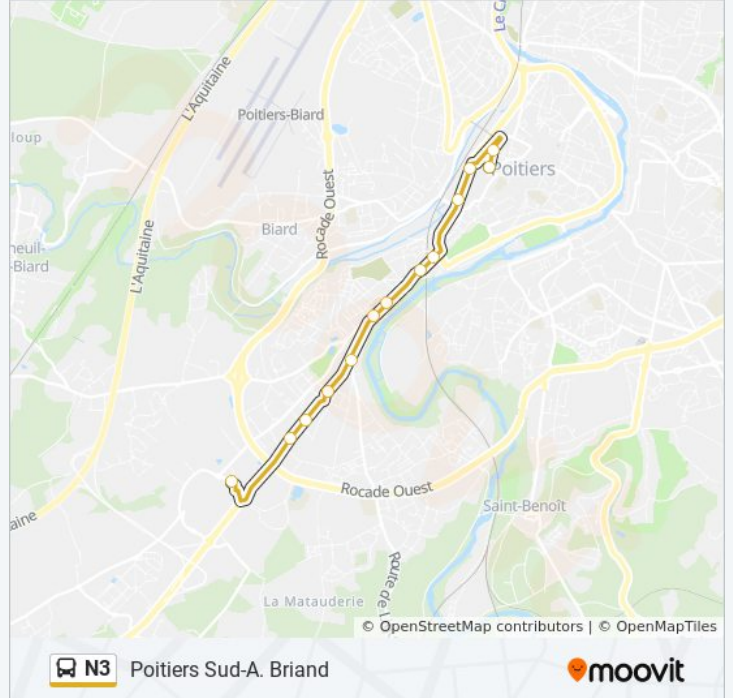 Le C
L'Aquitaine
Poitiers-Biard
loup
Poitiers
Rocade Ouest
Biard
neuil-
-Biard
L'Aquitaine
Rocade Ouest
Saint-Benoît
aine
Route de l
La Matauderie
© OpenStreetMap contributors | © OpenMapTiles
N3 Poitiers Sud-A. Briand
moovit